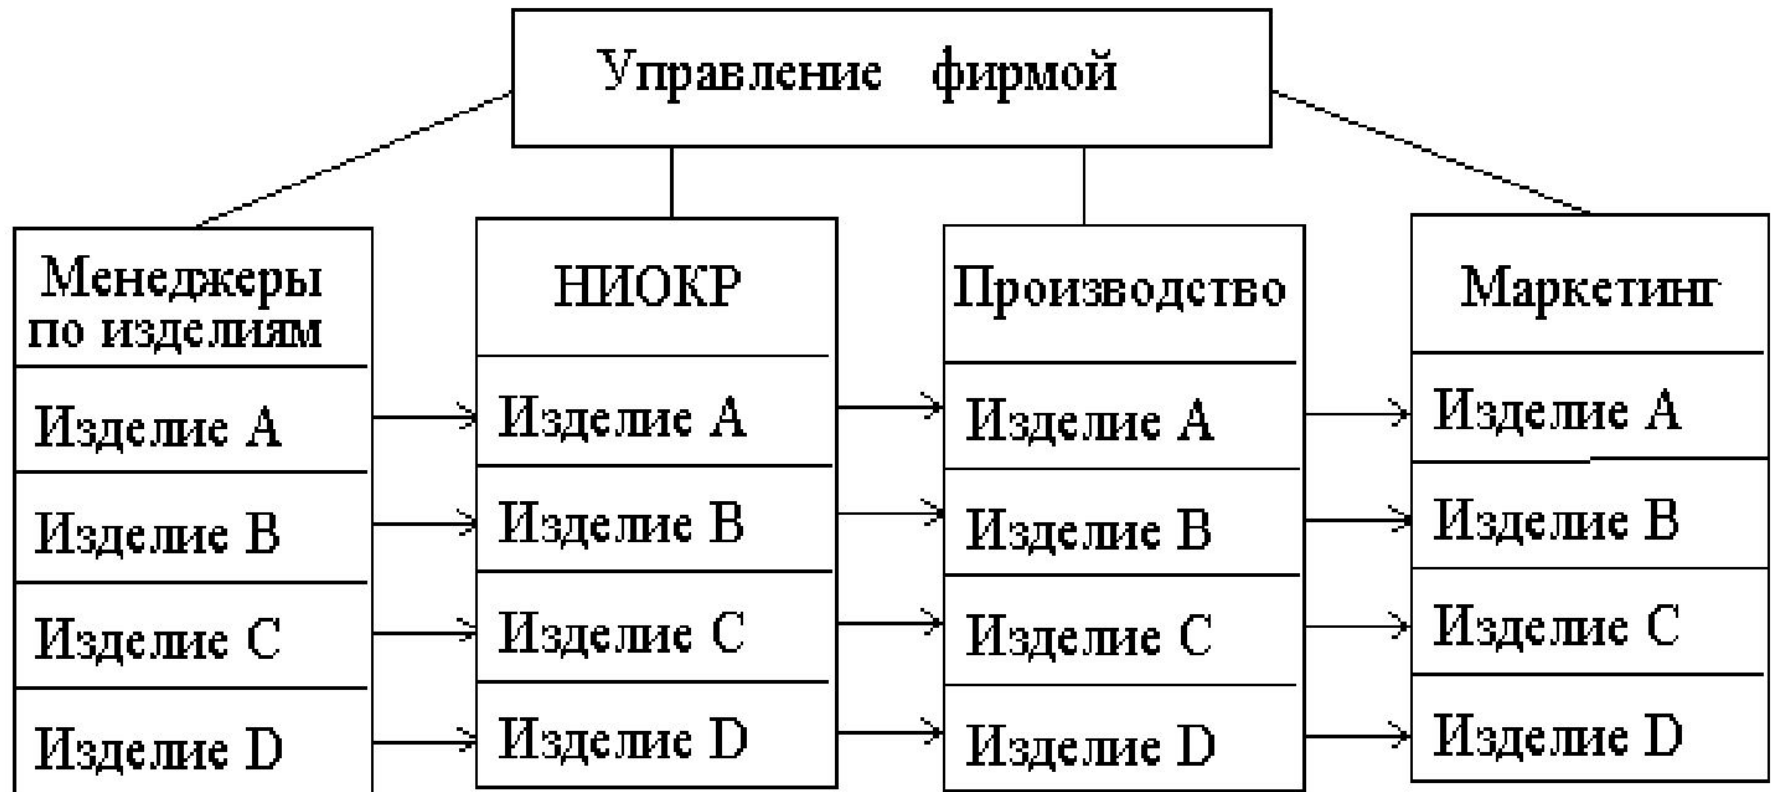 Управление фирмой
Менеджеры
по изделиям
Изделие A
Изделие B
Изделие C
Изделие D
НИОКР
Изделие A
Изделие B
Изделие C
Изделие D
Производство
Изделие A
Изделие B
Изделие C
Изделие D
Маркетинг
Изделие A
Изделие B
Изделие C
Изделие D